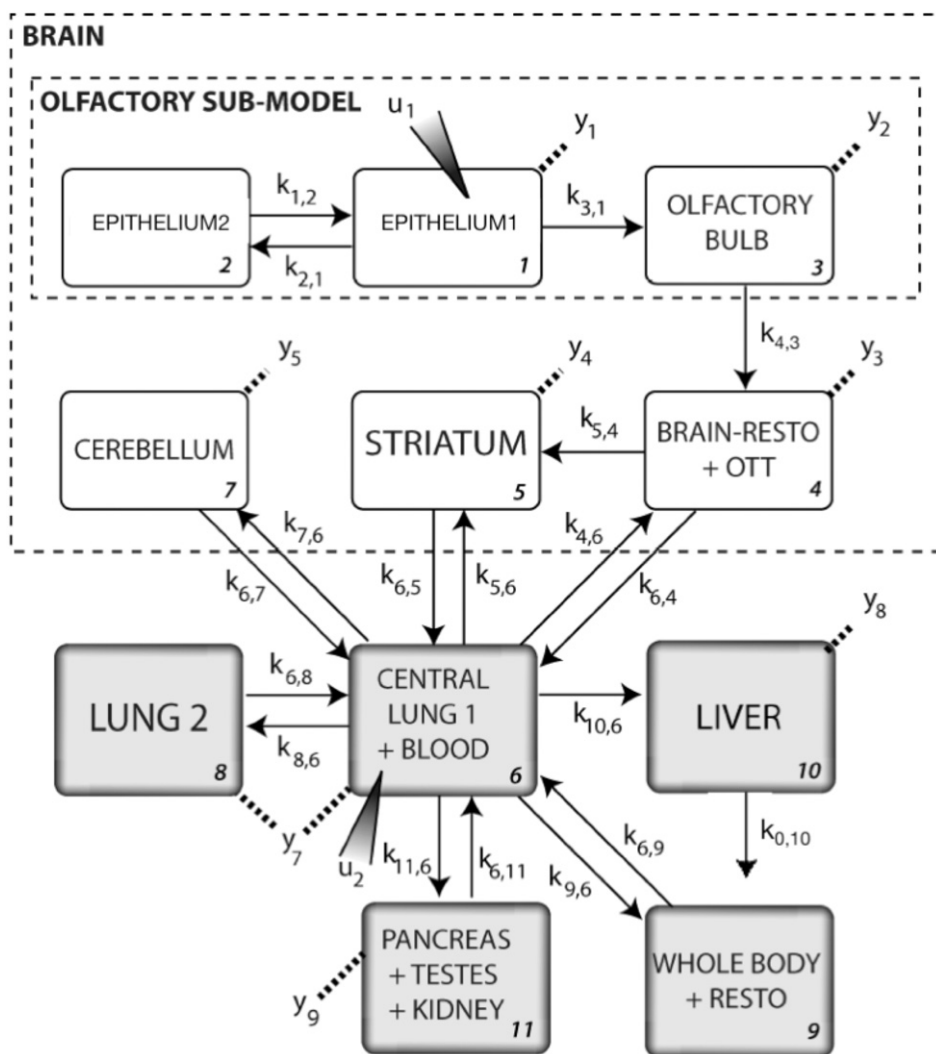 BRAIN
OLFACTORY SUB-MODEL
u1
y1
y2
EPITHELIUM2
2
k1,2
k2,1
EPITHELIUM1
1
k3,1
OLFACTORY
BULB
3
k4,3
y5
y4
y3
CEREBELLUM
7
STRIATUM
5
k5,4
BRAIN-RESTO
+ OTT
4
k7,6
k6,7
k6,5
k5,6
k4,6
k6,4
y8
LUNG 2
8
k6,8
k8,6
CENTRAL
LUNG 1
+ BLOOD
6
k10,6
LIVER
10
y7
u2
k11,6
k6,11
k9,6
k6,9
k0,10
y9
PANCREAS
+ TESTES
+ KIDNEY
11
WHOLE BODY
+ RESTO
9